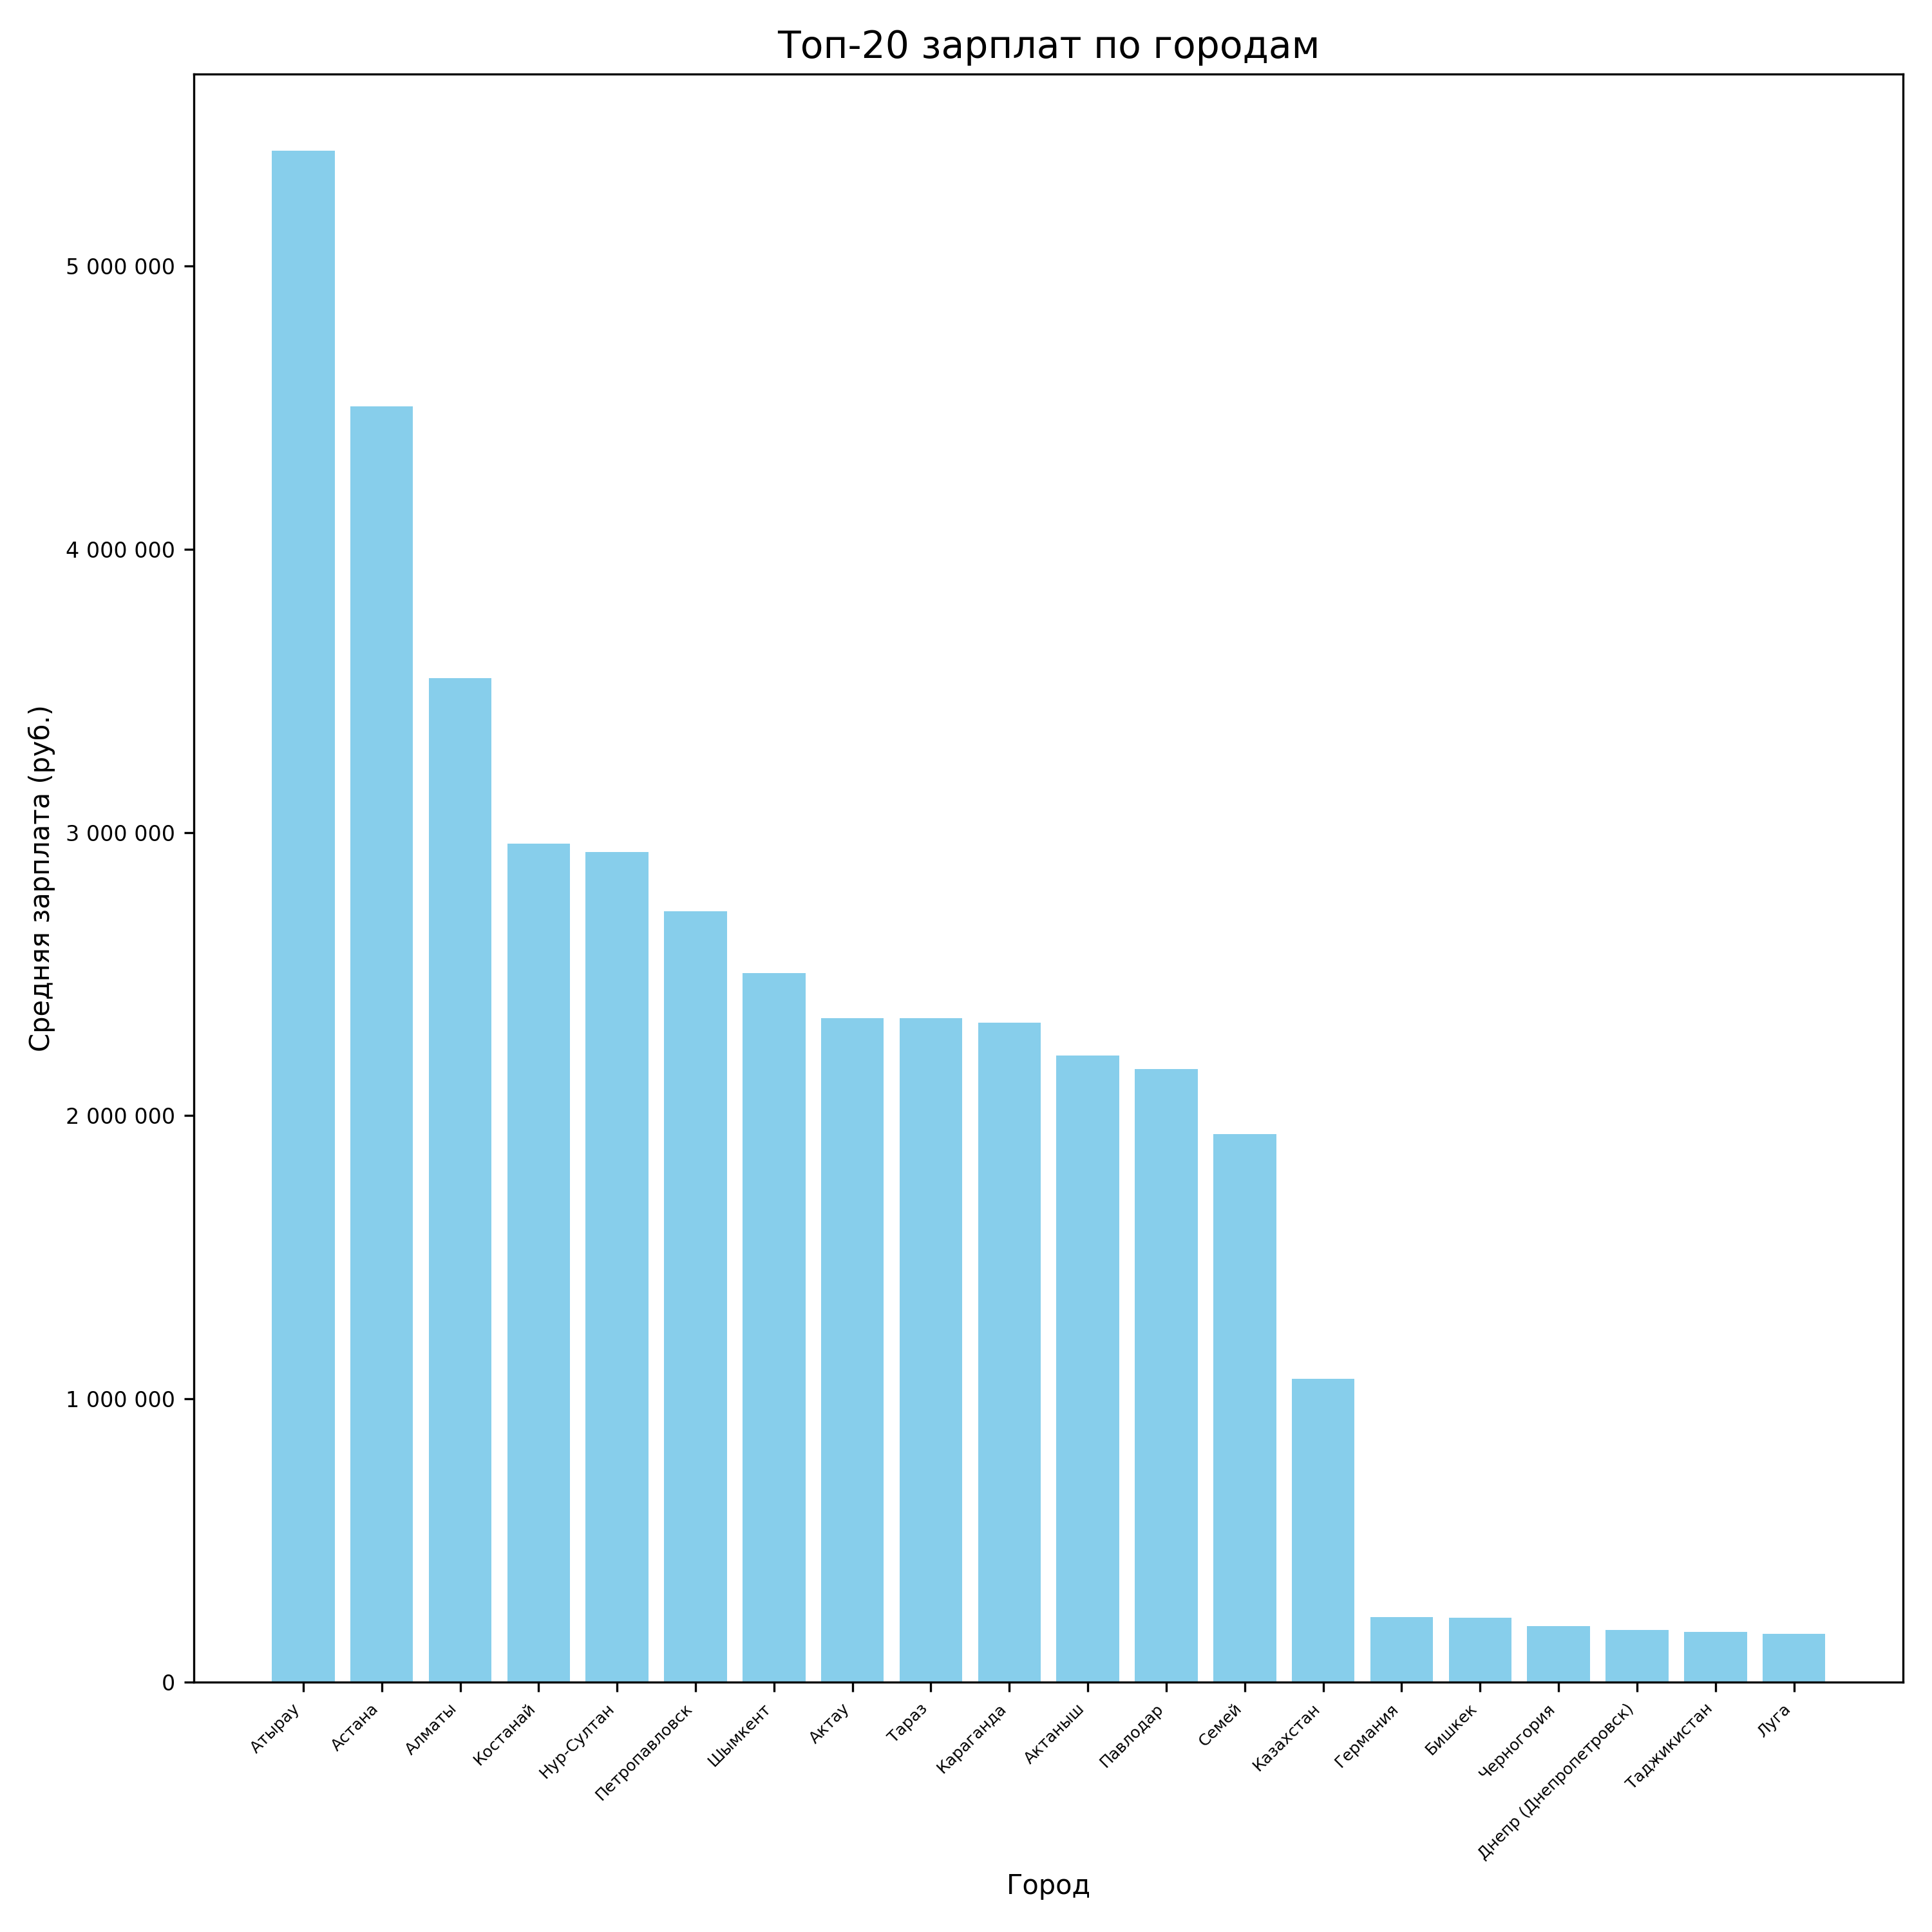 Топ-20 зарплат по городам
Средняя зарплата (руб.)
5 000 000
4 000 000
3 000 000
2 000 000
1 000 000
0
Атырау
Астана
Алматы
Костанай
Нур-Султан
Петропавловск
Шымкент
Актау
Тараз
Караганда
Актаныш
Павлодар
Семей
Казахстан
Германия
Бишкек
Черногория
Днепр (Днепропетровск)
Таджикистан
Луга
Город